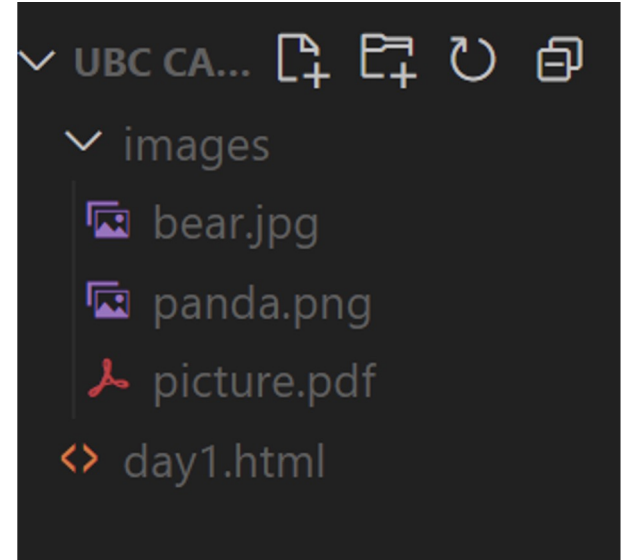 UBC CA...
images
bear.jpg
panda.png
picture.pdf
day1.html